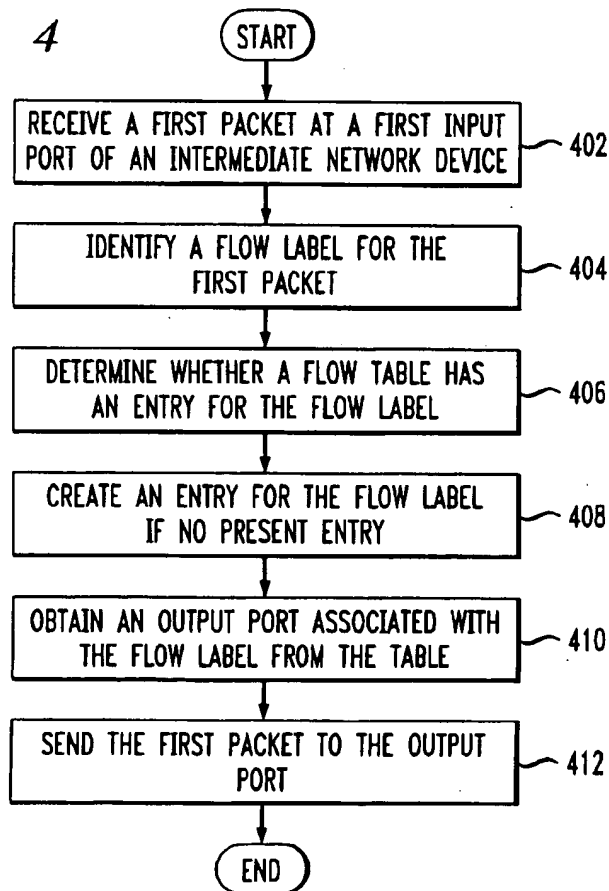 4
START
RECEIVE A FIRST PACKET AT A FIRST INPUT
PORT OF AN INTERMEDIATE NETWORK DEVICE
402
IDENTIFY A FLOW LABEL FOR THE
FIRST PACKET
404
DETERMINE WHETHER A FLOW TABLE HAS
AN ENTRY FOR THE FLOW LABEL
406
CREATE AN ENTRY FOR THE FLOW LABEL
IF NO PRESENT ENTRY
408
OBTAIN AN OUTPUT PORT ASSOCIATED WITH
THE FLOW LABEL FROM THE TABLE
410
SEND THE FIRST PACKET TO THE OUTPUT
PORT
412
END